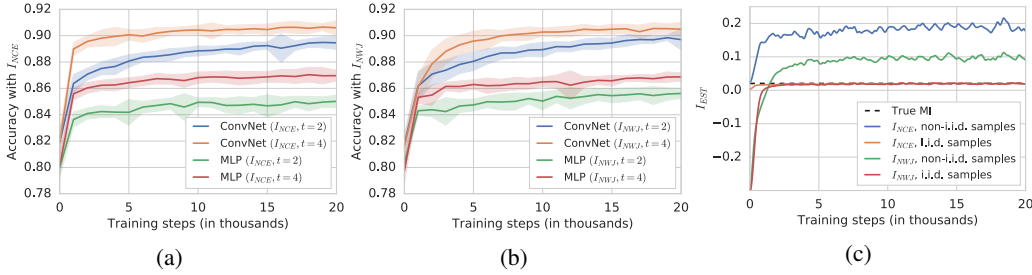 Accuracy with I_NCE
0.92
0.90
0.88
0.86
0.84
0.82
0.80
0.78
0
5
10
15
20
Training steps (in thousands)
ConvNet (I_NCE, t=2)
ConvNet (I_NCE, t=4)
MLP (I_NCE, t=2)
MLP (I_NCE, t=4)
(a)
Accuracy with I_NWJ
0.92
0.90
0.88
0.86
0.84
0.82
0.80
0.78
0
5
10
15
20
Training steps (in thousands)
ConvNet (I_NWJ, t=2)
ConvNet (I_NWJ, t=4)
MLP (I_NWJ, t=2)
MLP (I_NWJ, t=4)
(b)
I_EST
0.2
0.1
0.0
−0.1
−0.2
0
5
10
15
20
Training steps (in thousands)
True MI
I_NCE, non-i.i.d. samples
I_NCE, i.i.d. samples
I_NWJ, non-i.i.d. samples
I_NWJ, i.i.d. samples
(c)